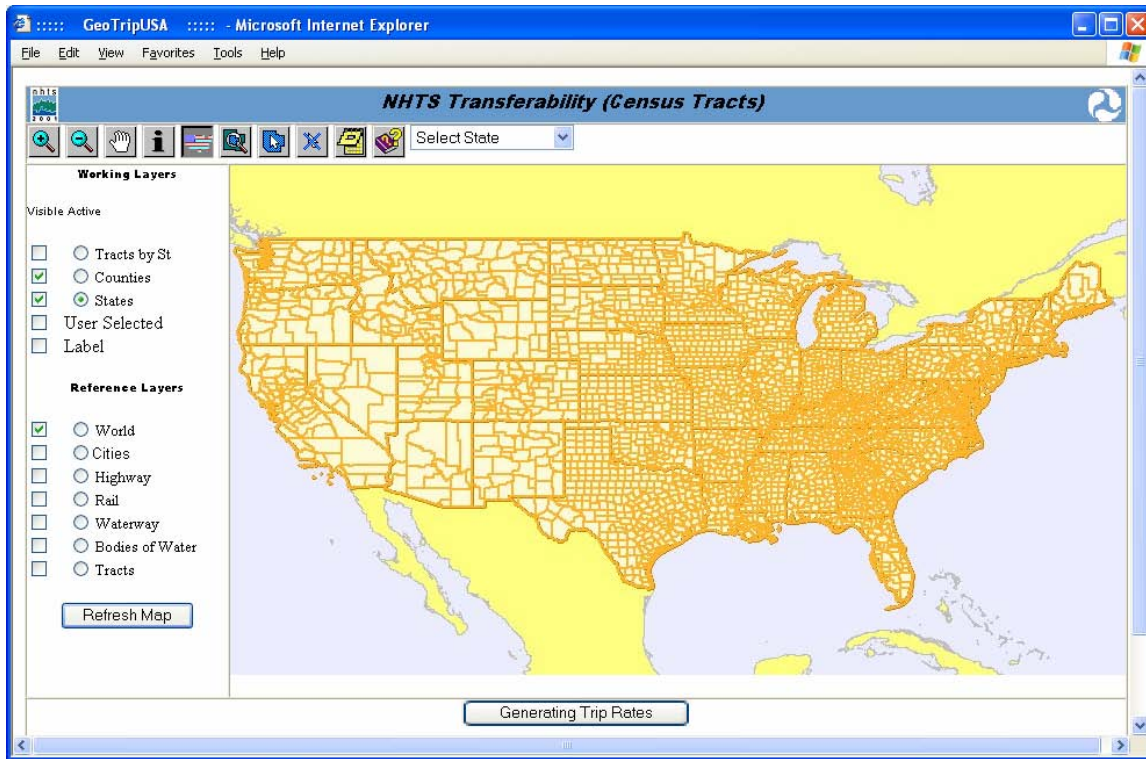 ::::: GeoTripUSA ::::: - Microsoft Internet Explorer
File Edit View Favorites Tools Help
nhts
2001
NHTS Transferability (Census Tracts)
Select State
Working Layers
Visible Active
Tracts by St
Counties
States
User Selected
Label
Reference Layers
World
Cities
Highway
Rail
Waterway
Bodies of Water
Tracts
Refresh Map
Generating Trip Rates